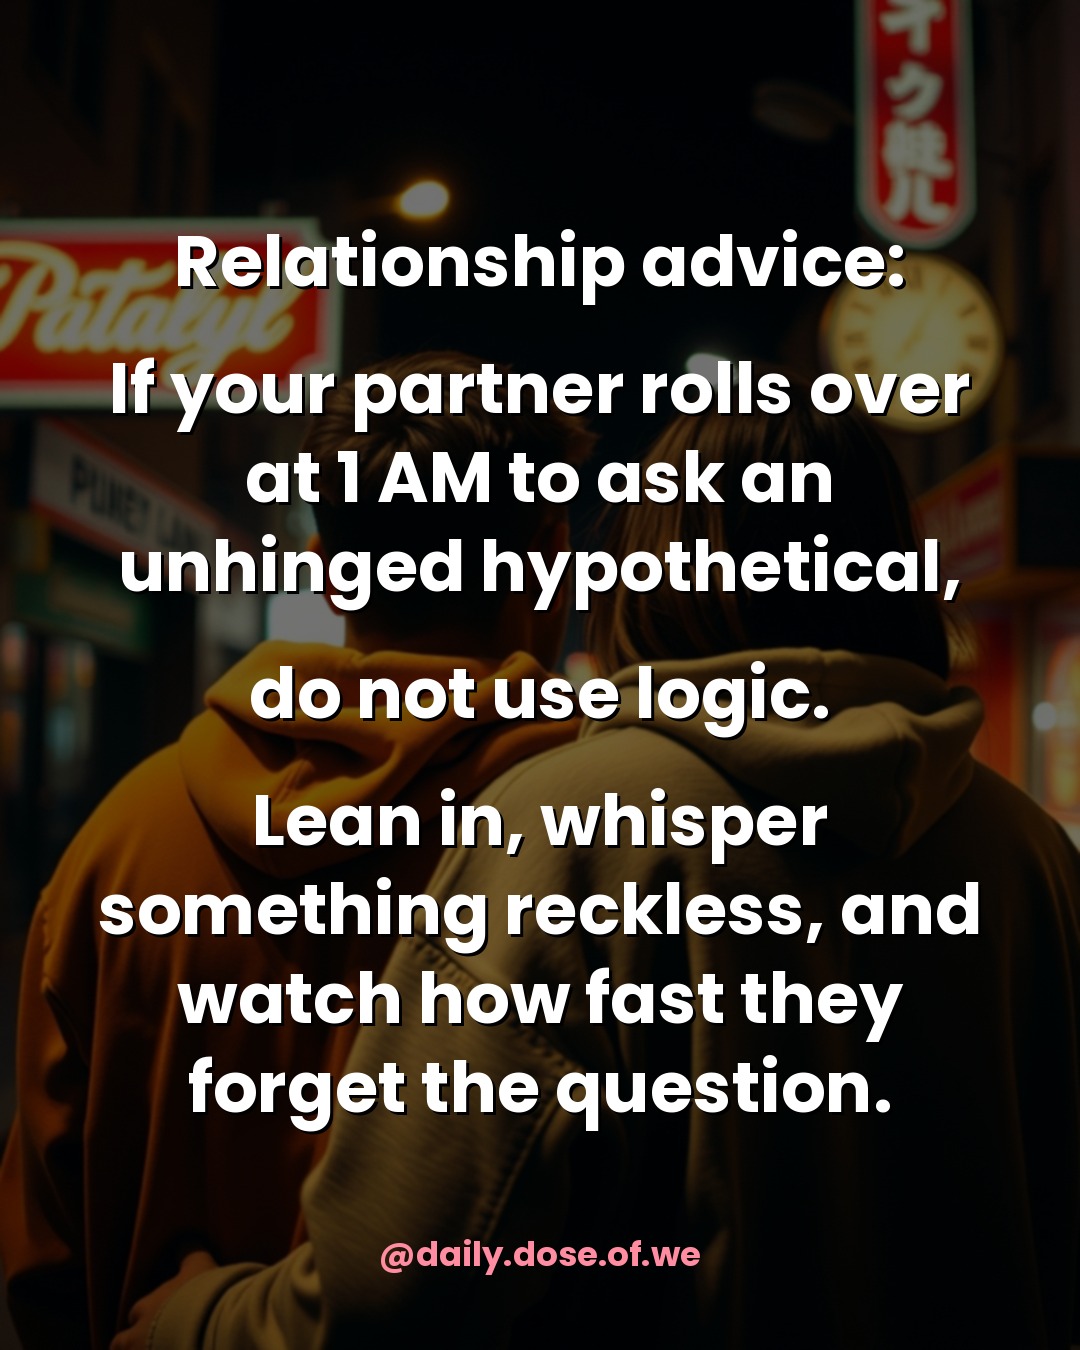 Relationship advice:
If your partner rolls over
at 1 AM to ask an
unhinged hypothetical,
do not use logic.
Lean in, whisper
something reckless, and
watch how fast they
forget the question.
@daily.dose.of.we